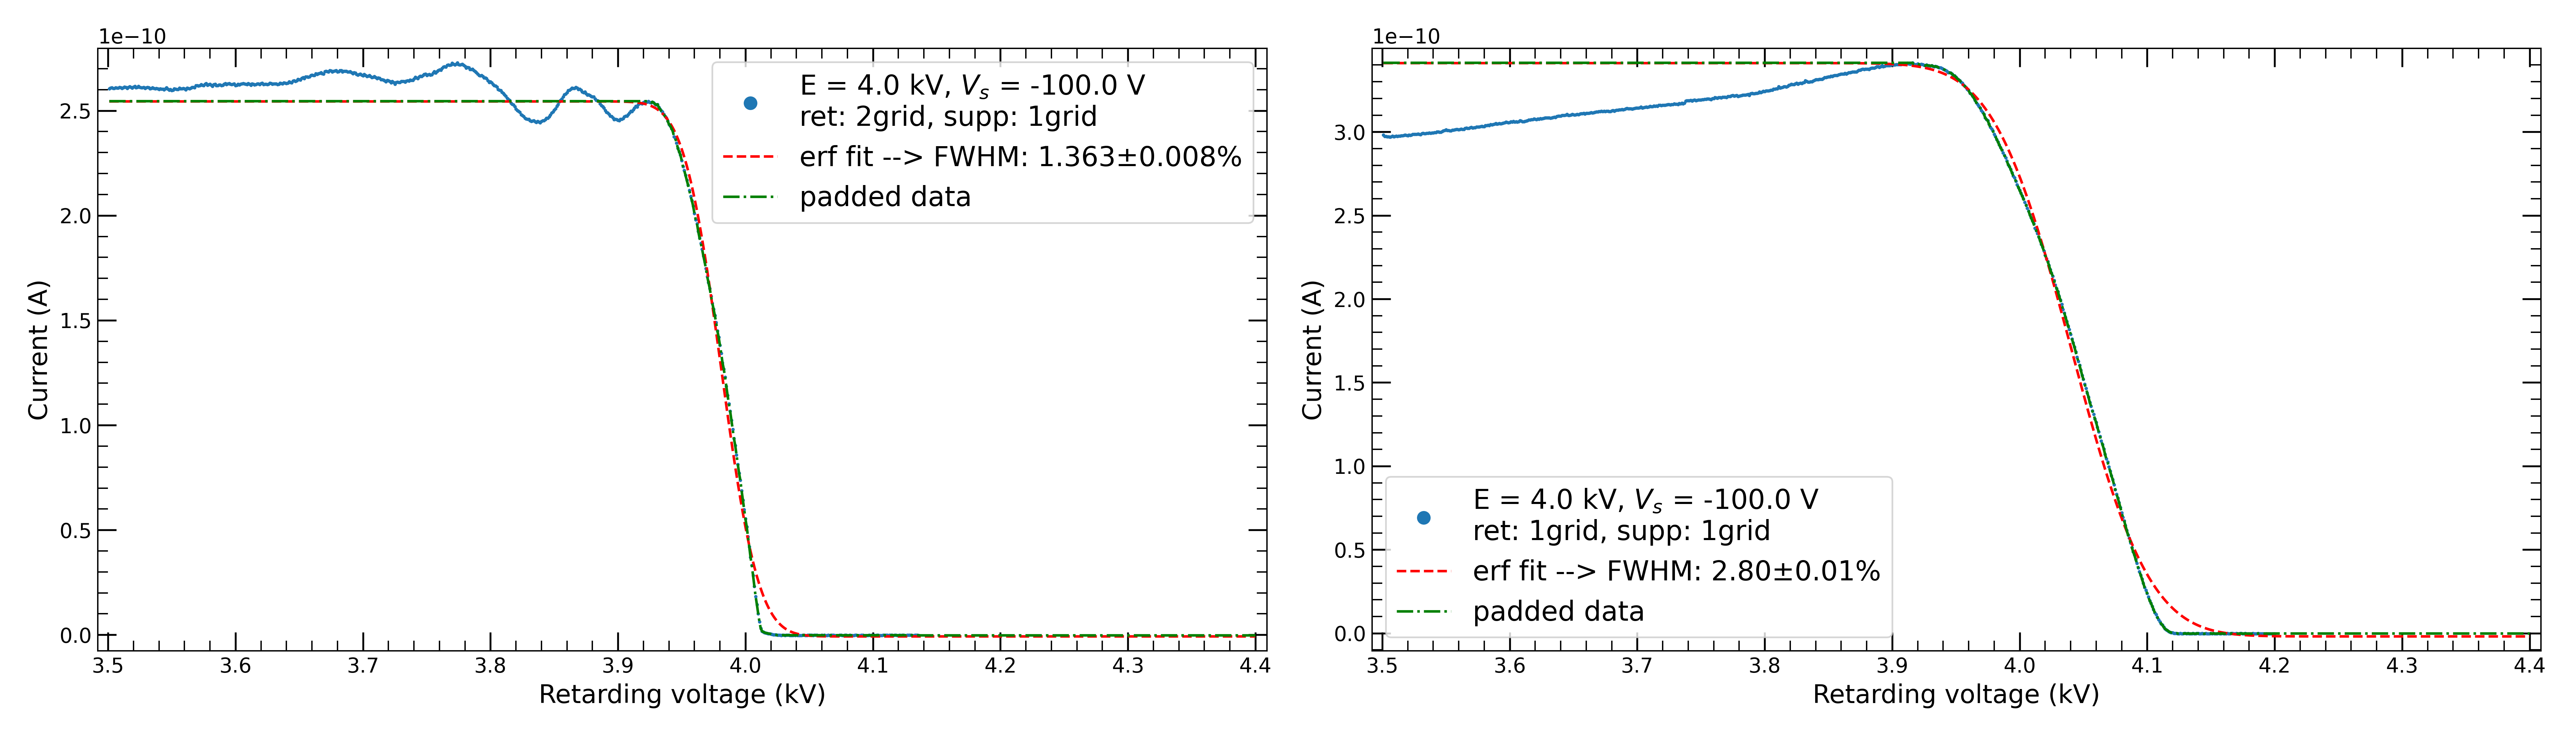 1e−10
E = 4.0 kV, Vs = -100.0 V
ret: 2grid, supp: 1grid
erf fit --> FWHM: 1.363±0.008%
padded data
2.5
2.0
1.5
1.0
0.5
0.0
Current (A)
3.5 3.6 3.7 3.8 3.9 4.0 4.1 4.2 4.3 4.4
Retarding voltage (kV)
1e−10
3.0
2.5
2.0
1.5
1.0
0.5
0.0
Current (A)
E = 4.0 kV, Vs = -100.0 V
ret: 1grid, supp: 1grid
erf fit --> FWHM: 2.80±0.01%
padded data
3.5 3.6 3.7 3.8 3.9 4.0 4.1 4.2 4.3 4.4
Retarding voltage (kV)